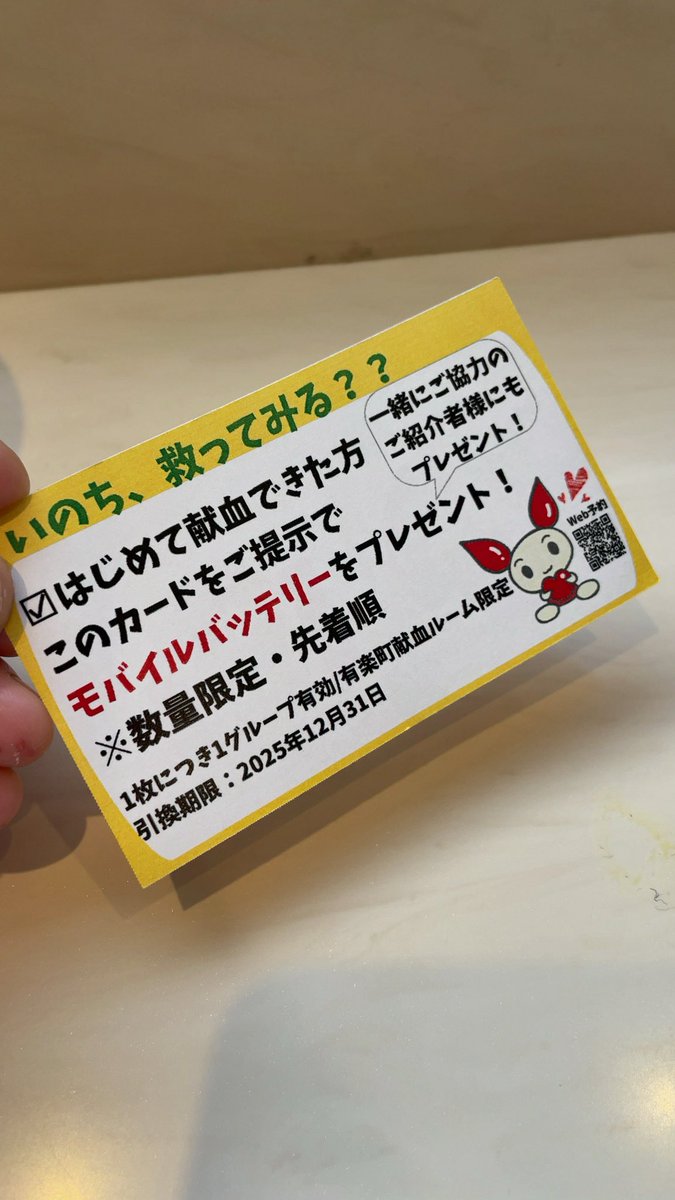 いのち、救ってみる？？
一緒にご協力の
ご紹介者様にも
プレゼント！
☑はじめて献血できた方
このカードをご提示で
モバイルバッテリーをプレゼント！
※数量限定・先着順
1枚につき1グループ有効/有楽町献血ルーム限定
引換期限：2025年12月31日
Web予約